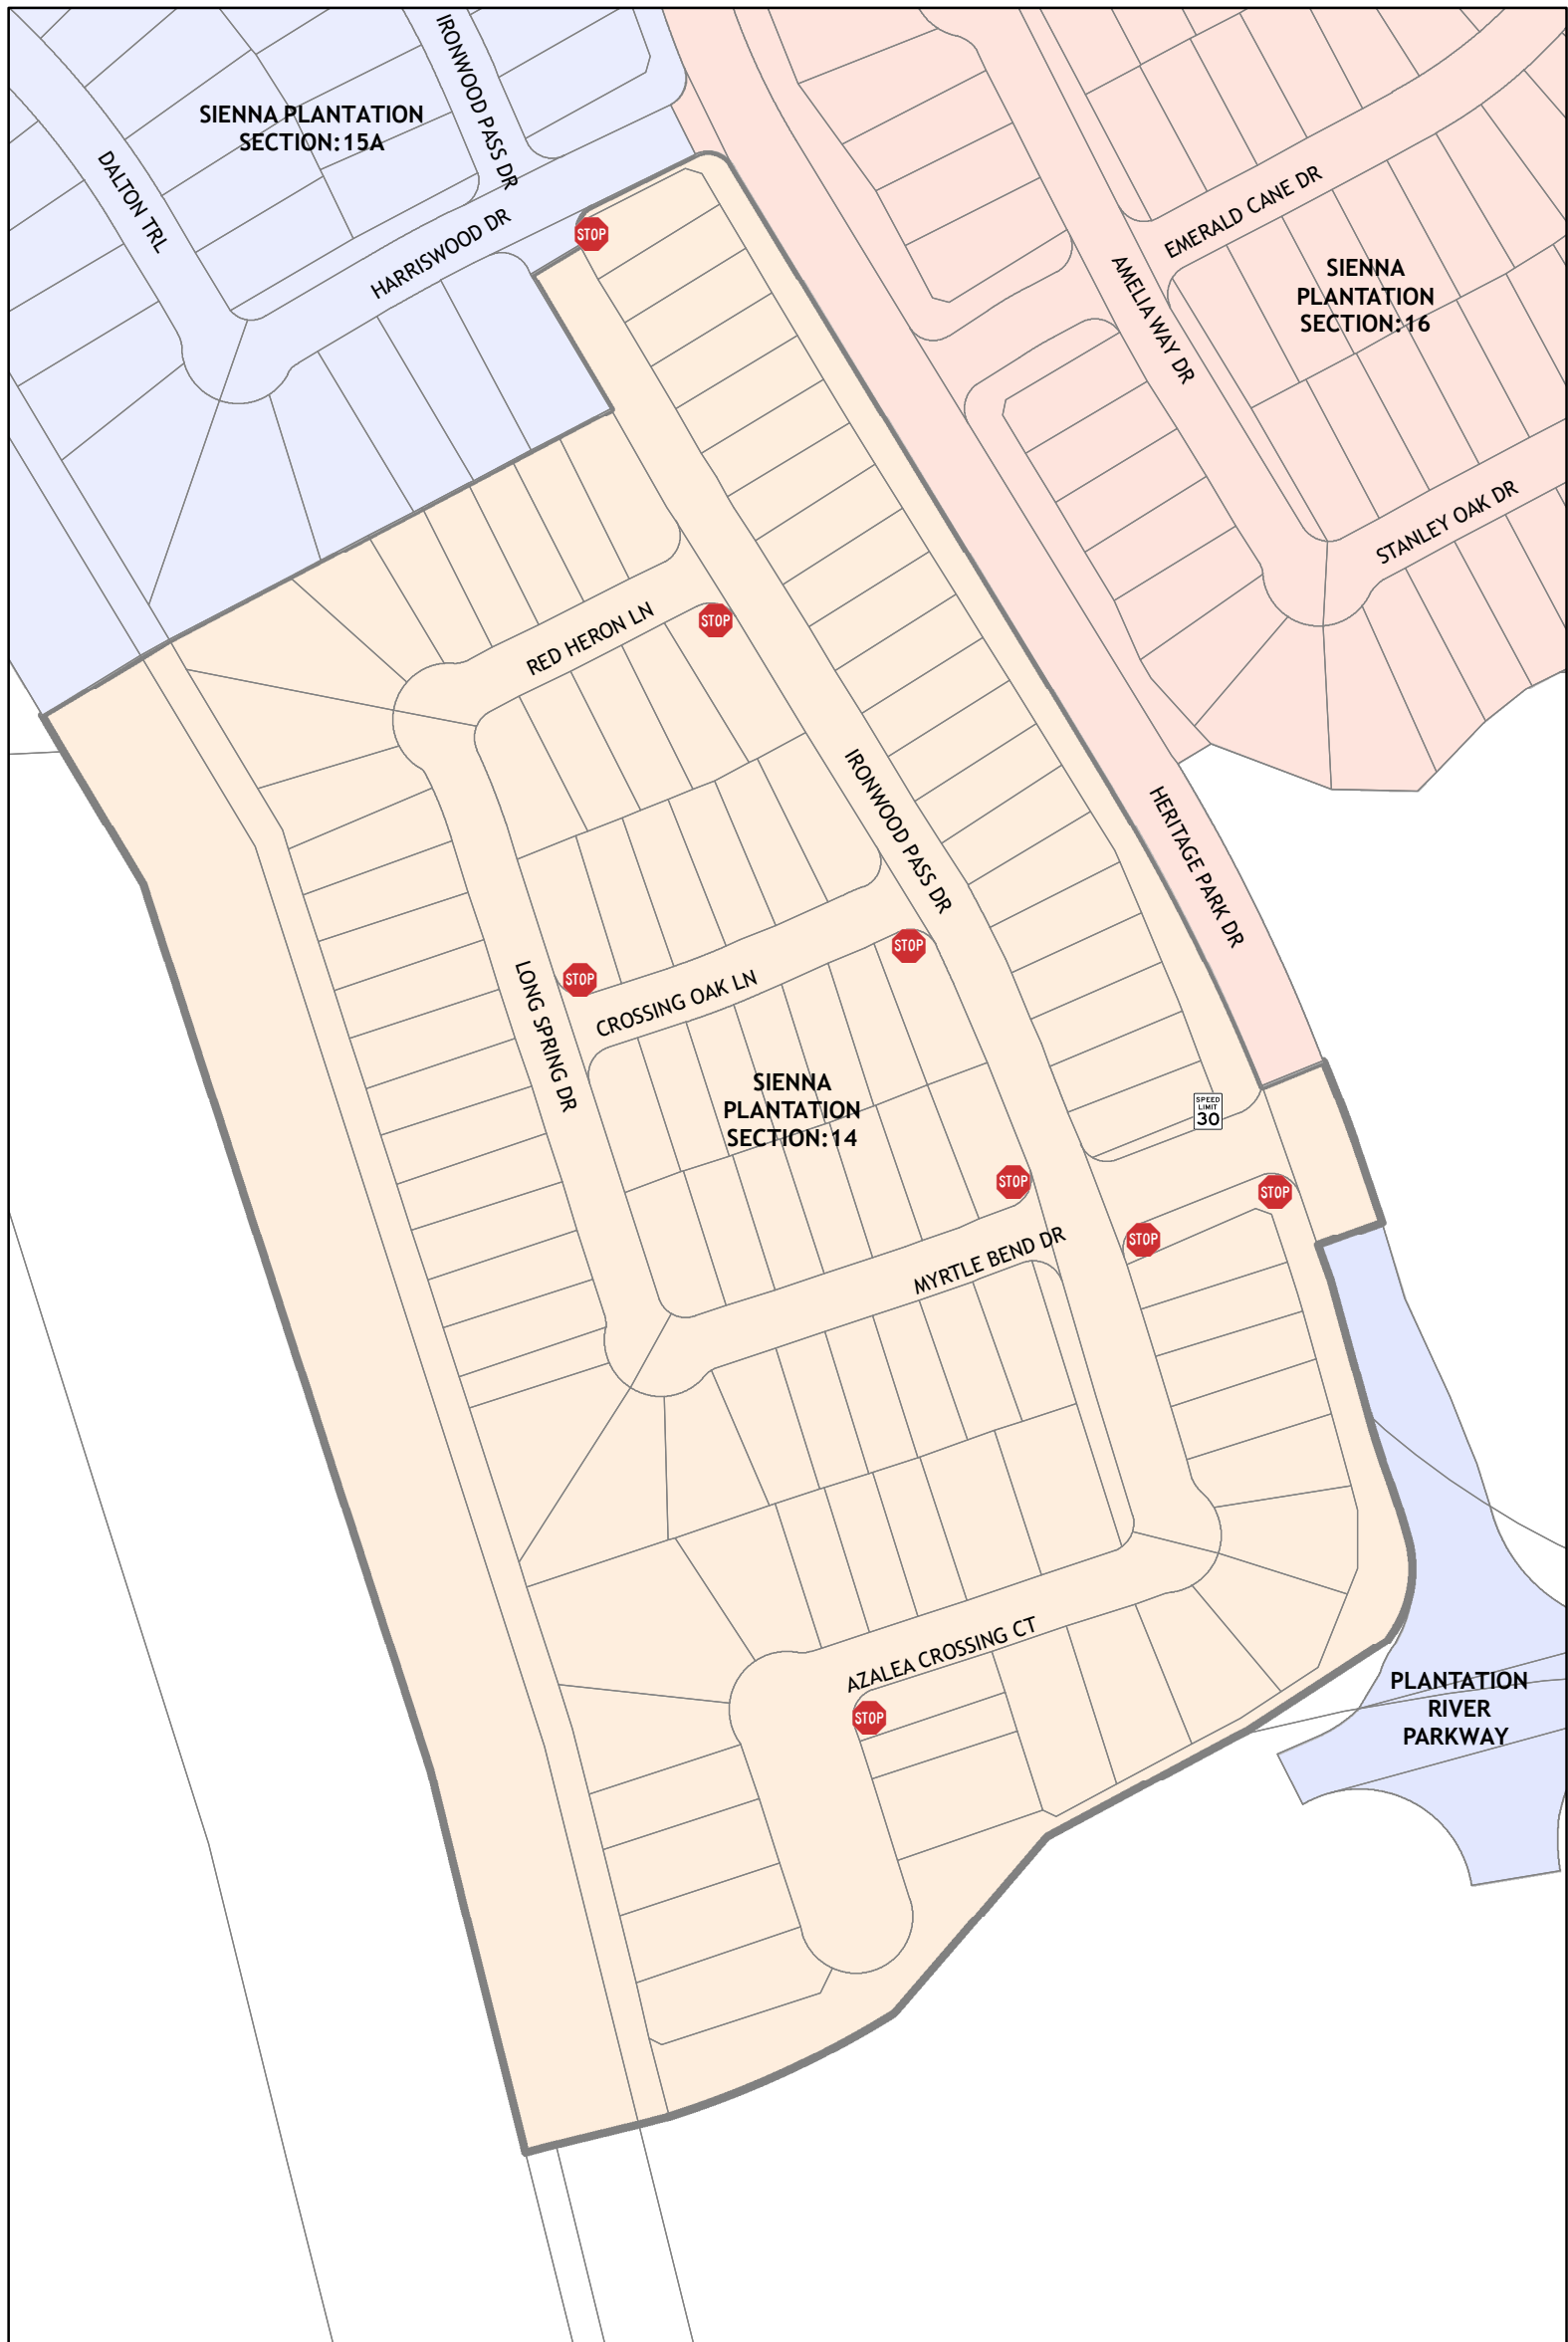 IRONWOOD PASS DR
SIENNA PLANTATION
SECTION:15A
DALTON TRL
HARRISWOOD DR
STOP
EMERALD CANE DR
AMELIA WAY DR
SIENNA
PLANTATION
SECTION:16
STANLEY OAK DR
RED HERON LN
STOP
IRONWOOD PASS DR
HERITAGE PARK DR
STOP
STOP
LONG SPRING DR
CROSSING OAK LN
SIENNA
PLANTATION
SECTION:14
SPEED
LIMIT
30
STOP
STOP
STOP
MYRTLE BEND DR
AZALEA CROSSING CT
STOP
PLANTATION
RIVER
PARKWAY